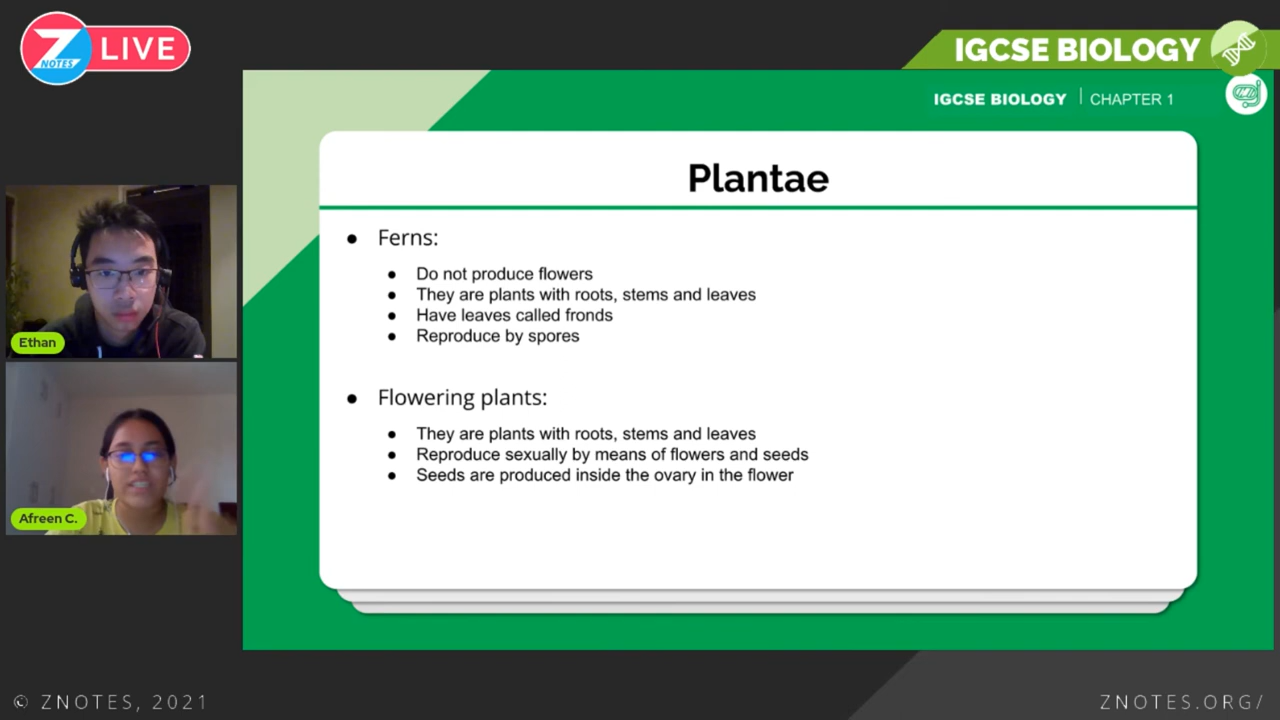 Z NOTES LIVE
IGCSE BIOLOGY
IGCSE BIOLOGY | CHAPTER 1
Plantae
● Ferns:
● Do not produce flowers
● They are plants with roots, stems and leaves
● Have leaves called fronds
● Reproduce by spores
● Flowering plants:
● They are plants with roots, stems and leaves
● Reproduce sexually by means of flowers and seeds
● Seeds are produced inside the ovary in the flower
Ethan
Afreen C.
© ZNOTES, 2021
ZNOTES.ORG/